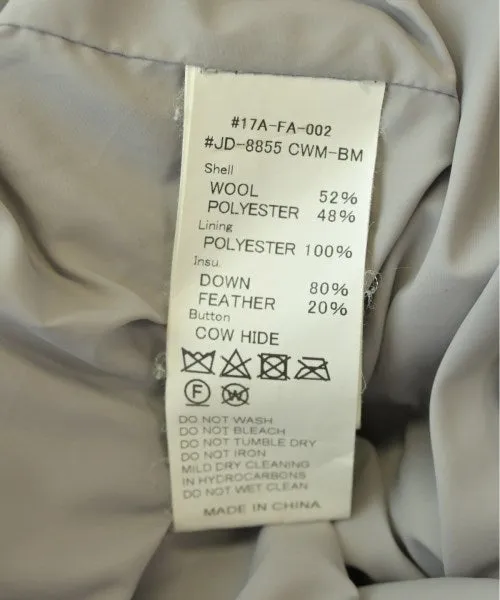 #17A-FA-002
#JD-8855 CWM-BM
Shell
WOOL 52%
POLYESTER 48%
Lining
POLYESTER 100%
Insu.
DOWN 80%
FEATHER 20%
Button
COW HIDE
F W
DO NOT WASH
DO NOT BLEACH
DO NOT TUMBLE DRY
DO NOT IRON
MILD DRY CLEANING
IN HYDROCARBONS
DO NOT WET CLEAN
MADE IN CHINA